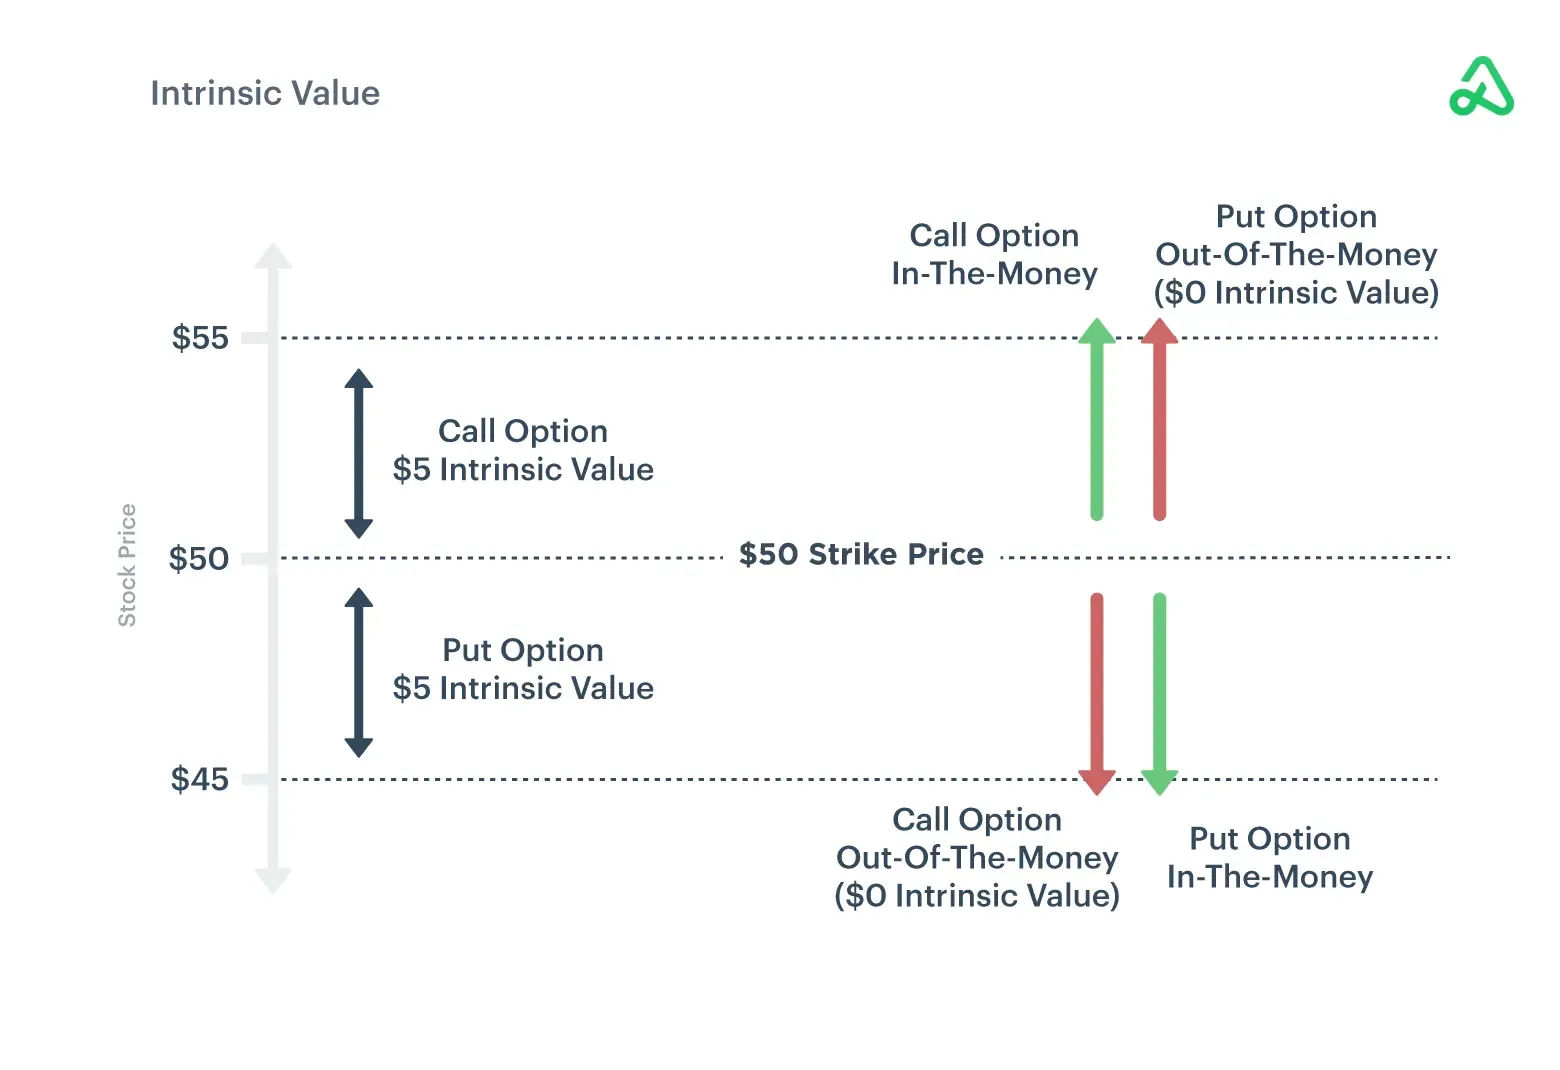 Intrinsic Value
Call Option
In-The-Money
Put Option
Out-Of-The-Money
($0 Intrinsic Value)
$55
Call Option
$5 Intrinsic Value
Stock Price
$50
$50 Strike Price
Put Option
$5 Intrinsic Value
$45
Call Option
Out-Of-The-Money
($0 Intrinsic Value)
Put Option
In-The-Money